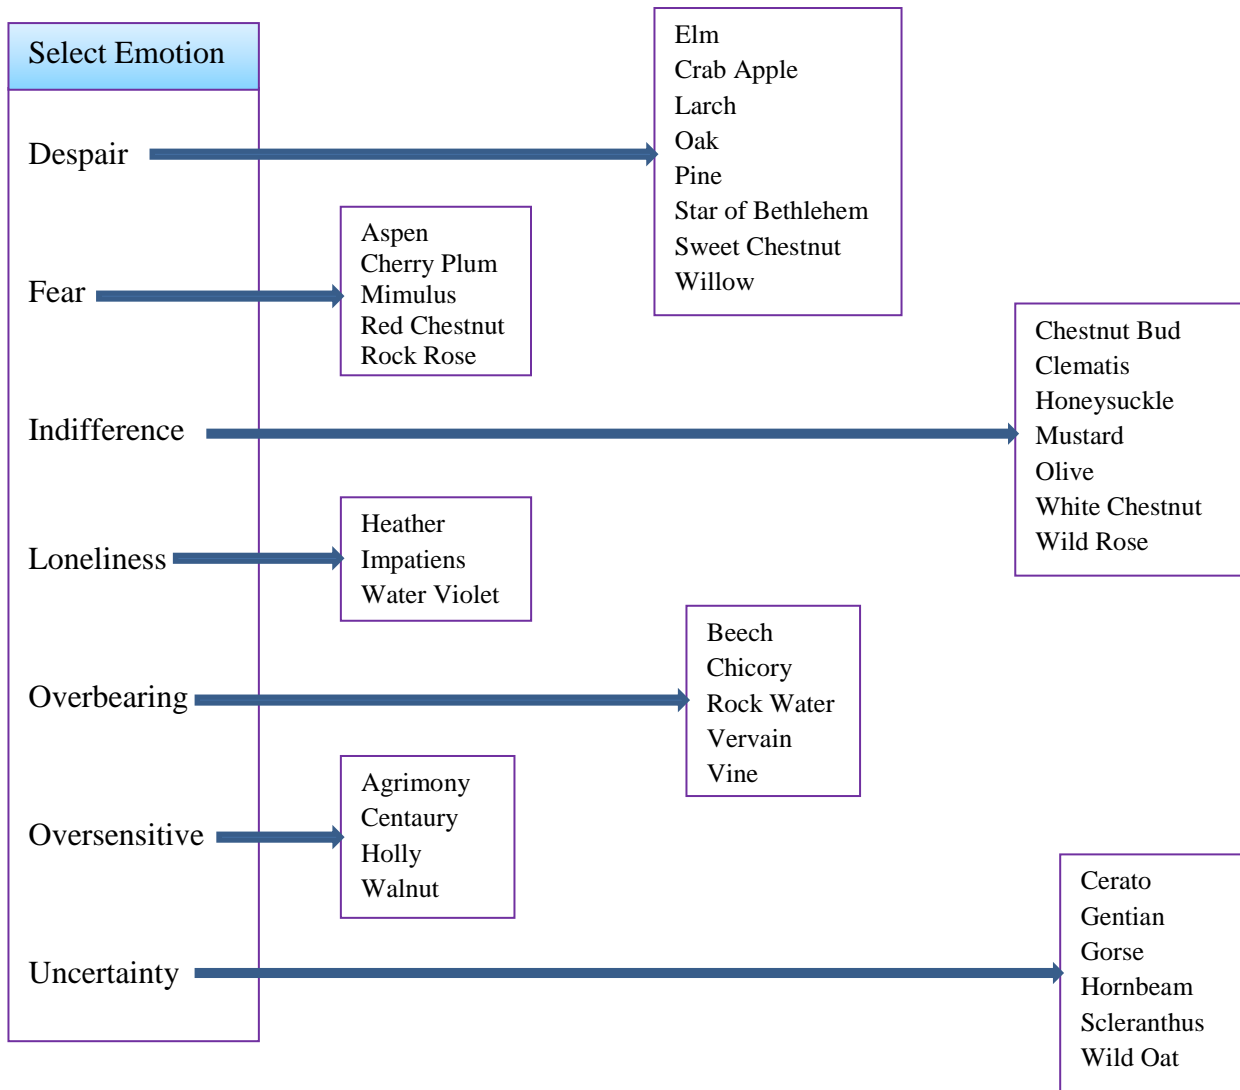 Select Emotion
Despair
Elm
Crab Apple
Larch
Oak
Pine
Star of Bethlehem
Sweet Chestnut
Willow
Fear
Aspen
Cherry Plum
Mimulus
Red Chestnut
Rock Rose
Indifference
Chestnut Bud
Clematis
Honeysuckle
Mustard
Olive
White Chestnut
Wild Rose
Loneliness
Heather
Impatiens
Water Violet
Overbearing
Beech
Chicory
Rock Water
Vervain
Vine
Oversensitive
Agrimony
Centaury
Holly
Walnut
Uncertainty
Cerato
Gentian
Gorse
Hornbeam
Scleranthus
Wild Oat